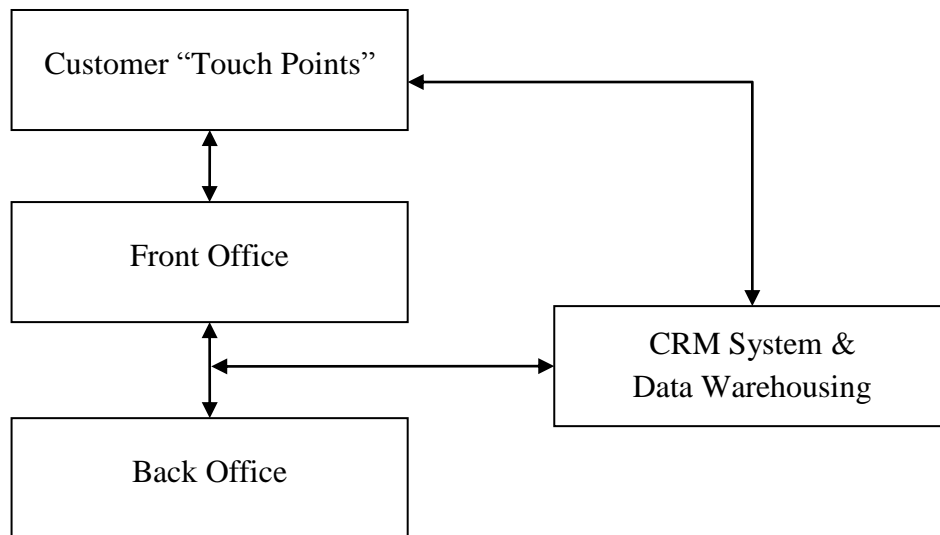 Customer “Touch Points”
Front Office
CRM System &
Data Warehousing
Back Office